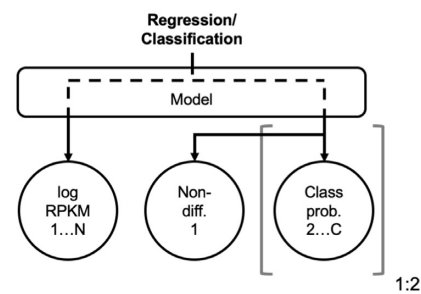 Regression/
Classification
Model
log
RPKM
1...N
Non-
diff.
1
Class
prob.
2...C
1:2